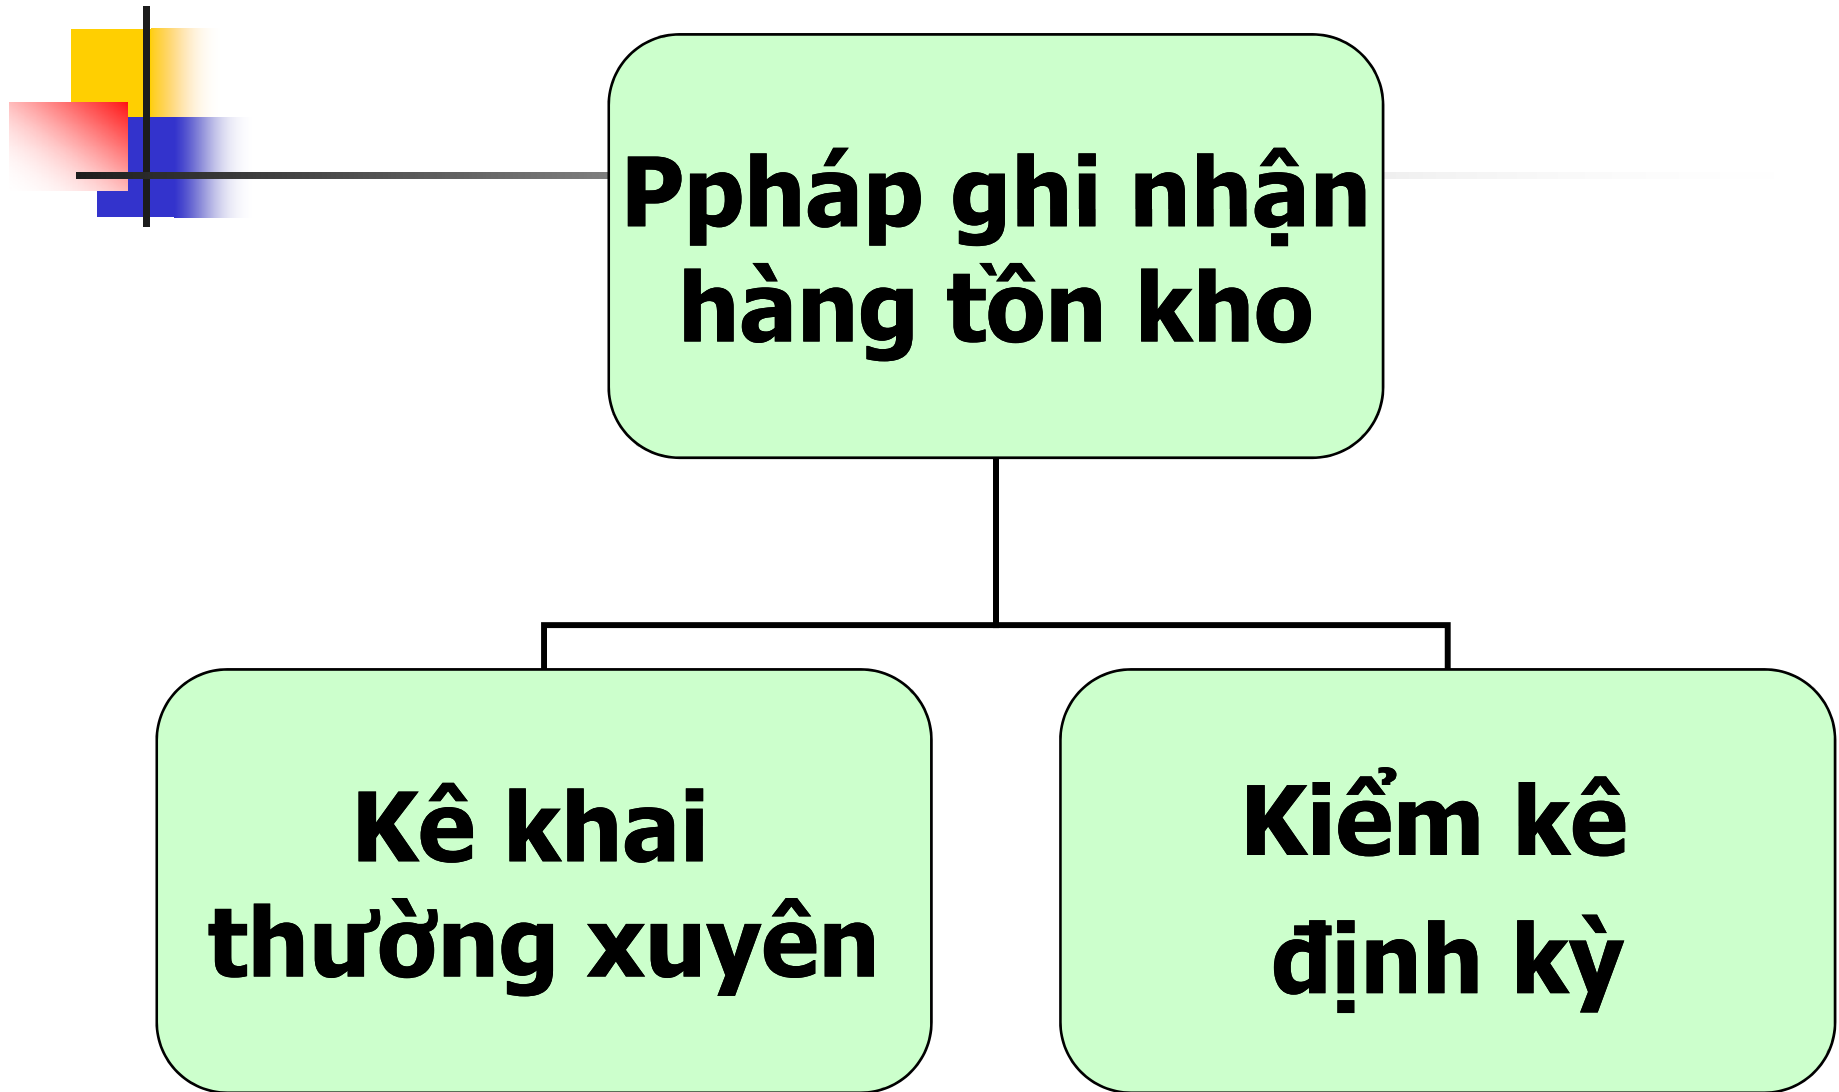 Ppháp ghi nhận
hàng tồn kho
Kê khai
thường xuyên
Kiểm kê
định kỳ